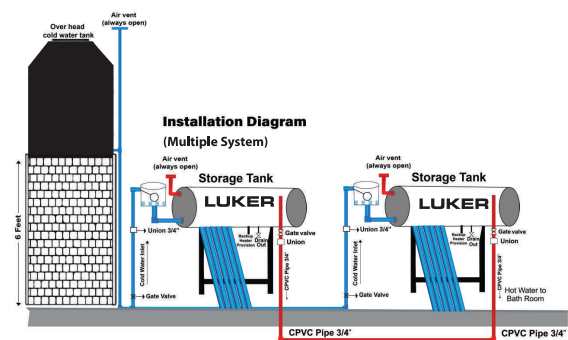 Over head
cold water tank
Air vent
(always open)
Installation Diagram
(Multiple System)
Air vent
(always open)
Storage Tank
LUKER
Air vent
(always open)
Storage Tank
LUKER
6 Feet
Union 3/4"
Cold Water Inlet
Gate Valve
Backup
Heater
Provision
Drain
Out
Gate valve
Union
CPVC Pipe 3/4"
Union 3/4"
Cold Water Inlet
Gate Valve
Backup
Heater
Provision
Drain
Out
Gate valve
Union
CPVC Pipe 3/4"
Hot Water to
Bath Room
CPVC Pipe 3/4"
CPVC Pipe 3/4"